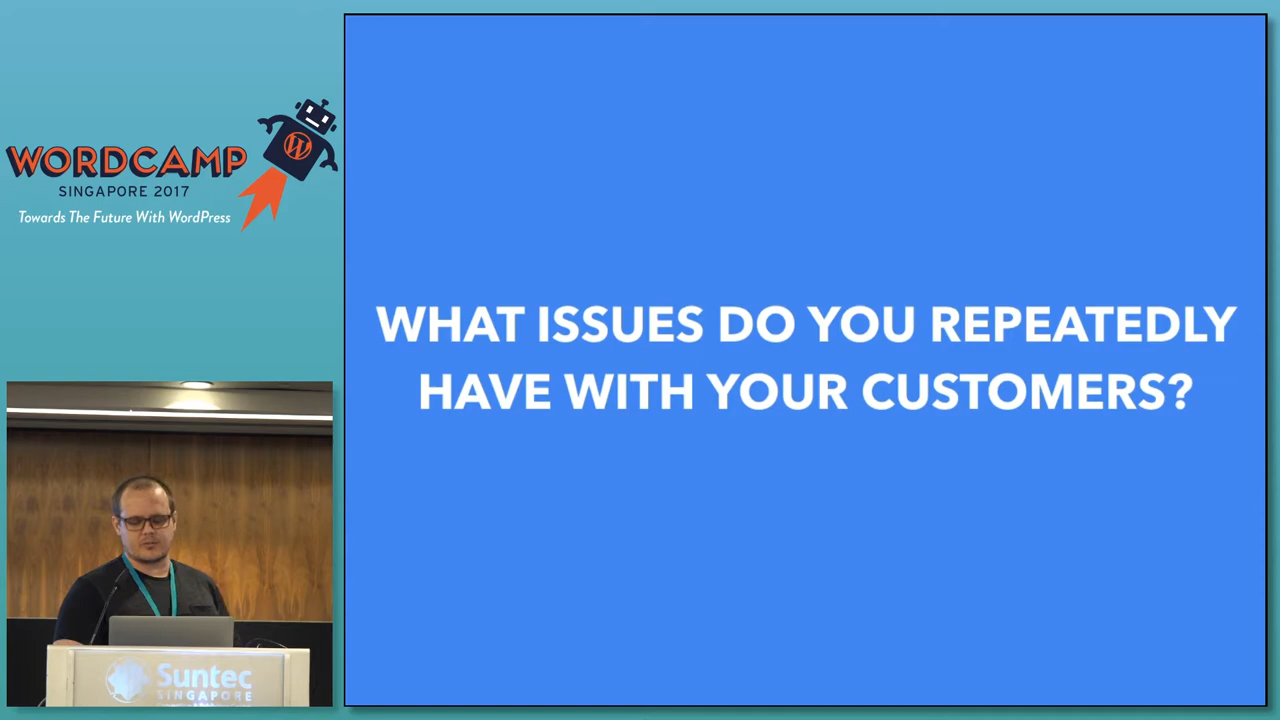 WORDCAMP
SINGAPORE 2017
Towards The Future With WordPress
WHAT ISSUES DO YOU REPEATEDLY
HAVE WITH YOUR CUSTOMERS?
Suntec
SINGAPORE